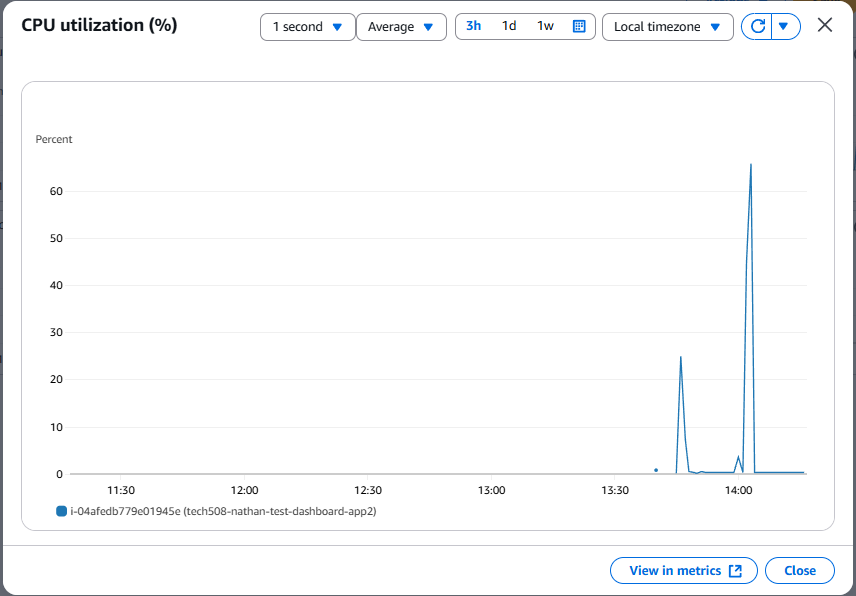 CPU utilization (%)
1 second
Average
3h 1d 1w
Local timezone
Percent
60
50
40
30
20
10
0
11:30 12:00 12:30 13:00 13:30 14:00
i-04afedb779e01945e (tech508-nathan-test-dashboard-app2)
View in metrics
Close